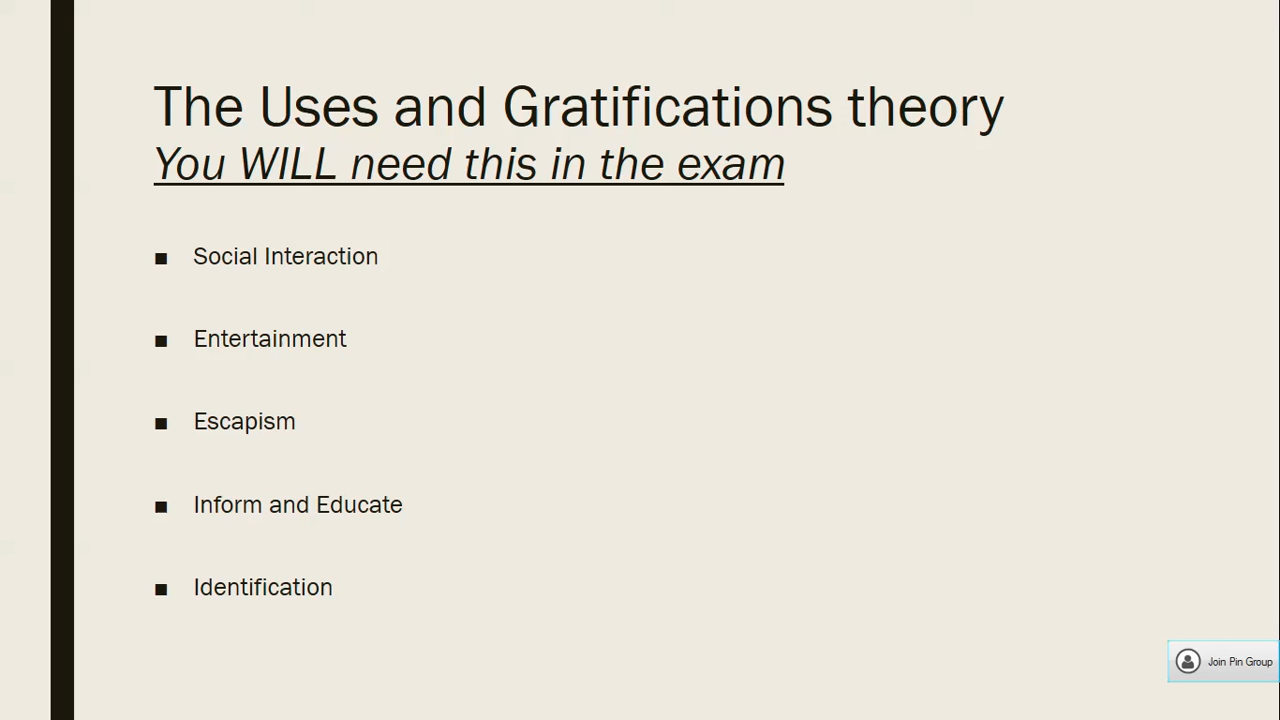 The Uses and Gratifications theory
You WILL need this in the exam
■ Social Interaction
■ Entertainment
■ Escapism
■ Inform and Educate
■ Identification
Join Pin Group